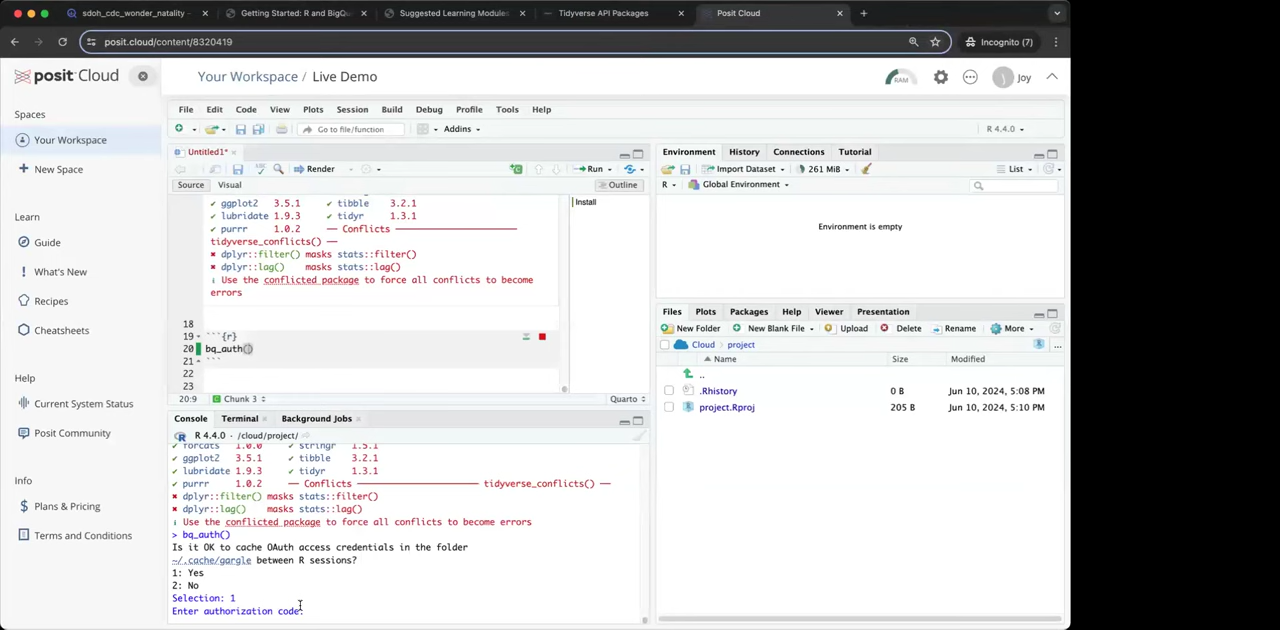 sdoh_cdc_wonder_natality -
Getting Started: R and BigQu
Suggested Learning Modules
Tidyverse API Packages
Posit Cloud
posit.cloud/content/8320419
Incognito (7)
posit Cloud
Your Workspace / Live Demo
RAM
Joy
Spaces
Your Workspace
New Space
Learn
Guide
What's New
Recipes
Cheatsheets
Help
Current System Status
Posit Community
Info
Plans & Pricing
Terms and Conditions
File Edit Code View Plots Session Build Debug Profile Tools Help
Go to file/function
Addins
R 4.4.0
Untitled1*
Render
Run
Source Visual
Outline
✔ ggplot2 3.5.1 ✔ tibble 3.2.1
✔ lubridate 1.9.3 ✔ tidyr 1.3.1
✔ purrr 1.0.2 ── Conflicts ──────────
tidyverse_conflicts() ──
✖ dplyr::filter() masks stats::filter()
✖ dplyr::lag() masks stats::lag()
ℹ Use the conflicted package to force all conflicts to become
errors
Install
18
19 ```{r}
20 bq_auth()
21 ```
22
23
20:9 Chunk 3 Quarto
Console Terminal Background Jobs
R 4.4.0 · /cloud/project/
✔ forcats 1.0.0 ✔ stringr 1.5.1
✔ ggplot2 3.5.1 ✔ tibble 3.2.1
✔ lubridate 1.9.3 ✔ tidyr 1.3.1
✔ purrr 1.0.2 ── Conflicts ────────── tidyverse_conflicts() ──
✖ dplyr::filter() masks stats::filter()
✖ dplyr::lag() masks stats::lag()
ℹ Use the conflicted package to force all conflicts to become errors
> bq_auth()
Is it OK to cache OAuth access credentials in the folder
~/.cache/gargle between R sessions?
1: Yes
2: No
Selection: 1
Enter authorization code:
Environment History Connections Tutorial
Import Dataset 261 MiB List
R Global Environment
Environment is empty
Files Plots Packages Help Viewer Presentation
New Folder New Blank File Upload Delete Rename More
Cloud project ...
Name Size Modified
..
.Rhistory 0 B Jun 10, 2024, 5:08 PM
project.Rproj 205 B Jun 10, 2024, 5:10 PM